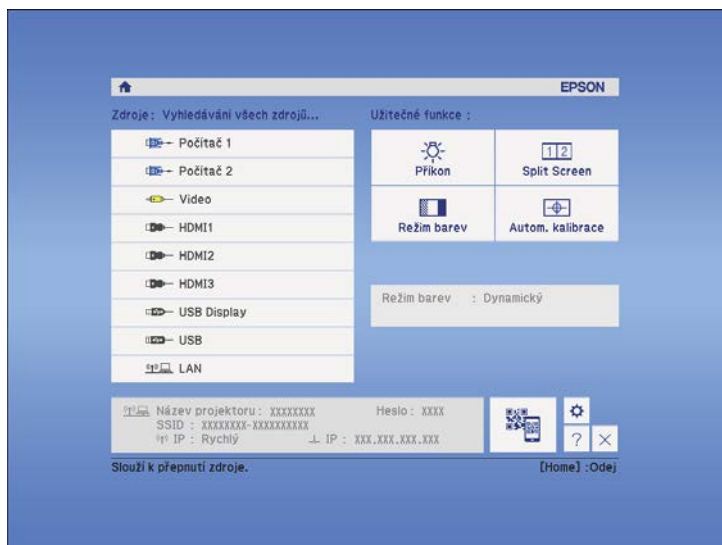 EPSON
Zdroje : Vyhledávání všech zdrojů...
Počítač 1
Počítač 2
Video
HDMI1
HDMI2
HDMI3
USB Display
USB
LAN
Užitečné funkce :
Příkon
1 2
Split Screen
Režim barev
Autom. kalibrace
Režim barev : Dynamický
Název projektoru : XXXXXXXX Heslo : XXXX
SSID : XXXXXXXX-XXXXXXXXXX
IP : Rychlý IP : XXX.XXX.XXX.XXX
?
Slouží k přepnutí zdroje. [Home] :Odej